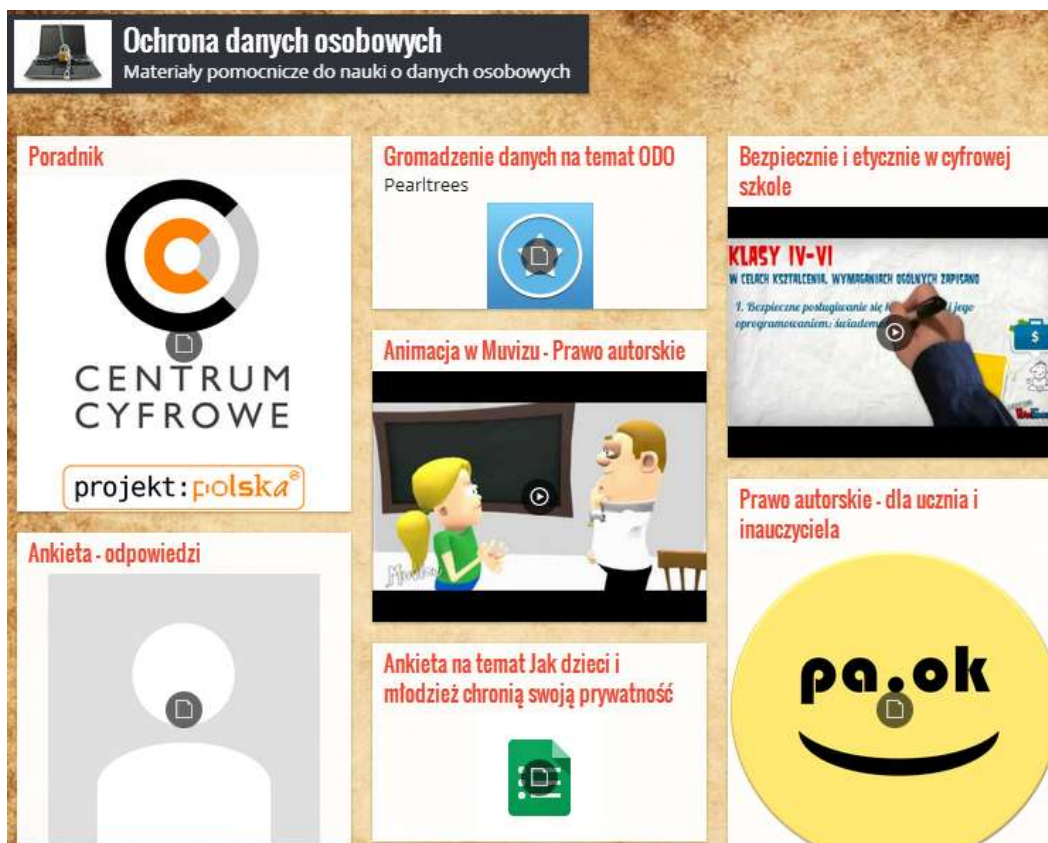 Ochrona danych osobowych
Materiały pomocnicze do nauki o danych osobowych
Poradnik
CENTRUM
CYFROWE
projekt:polska®
Ankieta - odpowiedzi
Gromadzenie danych na temat ODO
Pearltrees
Animacja w Muvizu - Prawo autorskie
Muvizu
Ankieta na temat Jak dzieci i
młodzież chronią swoją prywatność
Bezpiecznie i etycznie w cyfrowej
szkole
KLASY IV-VI
W CELACH KSZTAŁCENIA, WYMAGANIACH OGÓLNYCH ZAPISANO
1. Bezpieczne posługiwanie się jego
oprogramowaniem; świadom
$
Prawo autorskie - dla ucznia i
inauczyciela
pa.ok